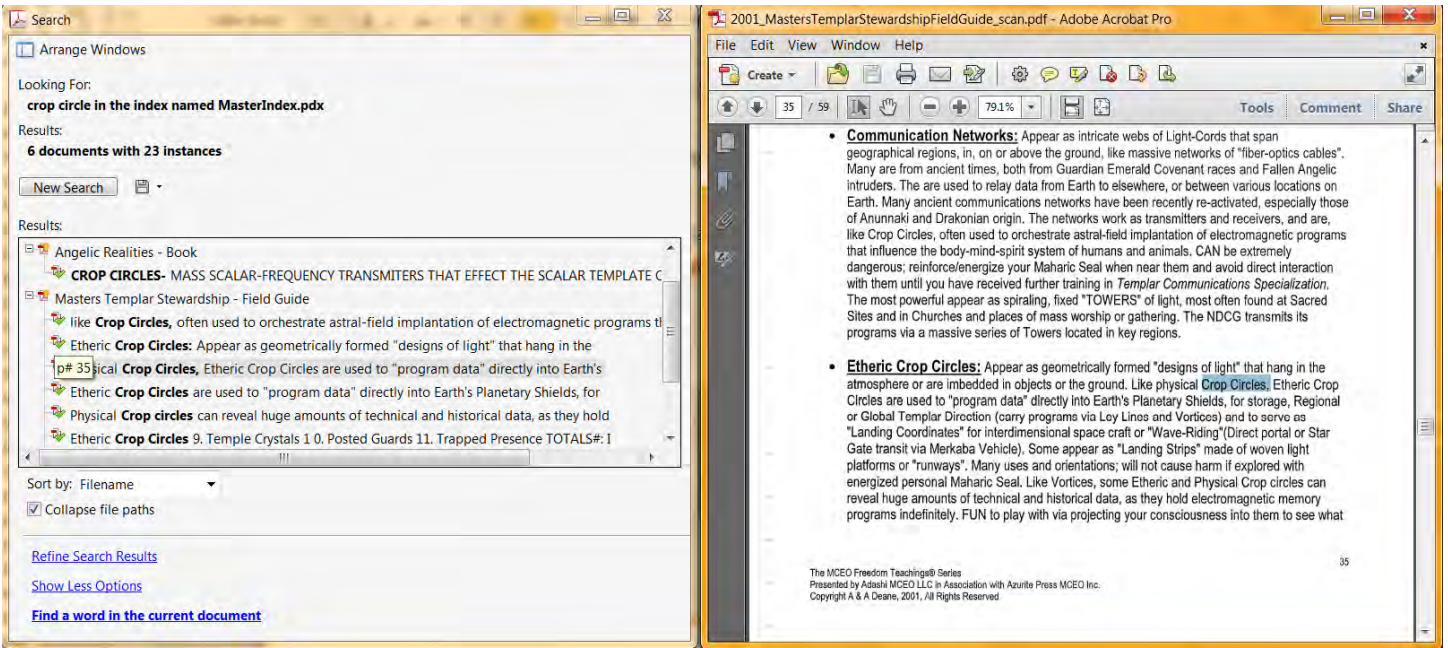 Search
Arrange Windows
Looking For:
crop circle in the index named MasterIndex.pdx
Results:
6 documents with 23 instances
New Search
Results:
Angelic Realities - Book
CROP CIRCLES- MASS SCALAR-FREQUENCY TRANSMITERS THAT EFFECT THE SCALAR TEMPLATE C
Masters Templar Stewardship - Field Guide
like Crop Circles, often used to orchestrate astral-field implantation of electromagnetic programs t
Etheric Crop Circles: Appear as geometrically formed "designs of light" that hang in the
p# 35 sical Crop Circles, Etheric Crop Circles are used to "program data" directly into Earth's
Etheric Crop Circles are used to "program data" directly into Earth's Planetary Shields, for
Physical Crop circles can reveal huge amounts of technical and historical data, as they hold
Etheric Crop Circles 9. Temple Crystals 1 0. Posted Guards 11. Trapped Presence TOTALS#: I
Sort by: Filename
Collapse file paths
Refine Search Results
Show Less Options
Find a word in the current document
2001_MastersTemplarStewardshipFieldGuide_scan.pdf - Adobe Acrobat Pro
File Edit View Window Help
Create
35 / 59 79.1% Tools Comment Share
• Communication Networks: Appear as intricate webs of Light-Cords that span
geographical regions, in, on or above the ground, like massive networks of "fiber-optics cables".
Many are from ancient times, both from Guardian Emerald Covenant races and Fallen Angelic
intruders. The are used to relay data from Earth to elsewhere, or between various locations on
Earth. Many ancient communications networks have been recently re-activated, especially those
of Anunnaki and Drakonian origin. The networks work as transmitters and receivers, and are,
like Crop Circles, often used to orchestrate astral-field implantation of electromagnetic programs
that influence the body-mind-spirit system of humans and animals. CAN be extremely
dangerous; reinforce/energize your Maharic Seal when near them and avoid direct interaction
with them until you have received further training in Templar Communications Specialization.
The most powerful appear as spiraling, fixed "TOWERS" of light, most often found at Sacred
Sites and in Churches and places of mass worship or gathering. The NDCG transmits its
programs via a massive series of Towers located in key regions.
• Etheric Crop Circles: Appear as geometrically formed "designs of light" that hang in the
atmosphere or are imbedded in objects or the ground. Like physical Crop Circles, Etheric Crop
Circles are used to "program data" directly into Earth's Planetary Shields, for storage, Regional
or Global Templar Direction (carry programs via Ley Lines and Vortices) and to serve as
"Landing Coordinates" for interdimensional space craft or "Wave-Riding"(Direct portal or Star
Gate transit via Merkaba Vehicle). Some appear as "Landing Strips" made of woven light
platforms or "runways". Many uses and orientations; will not cause harm if explored with
energized personal Maharic Seal. Like Vortices, some Etheric and Physical Crop circles can
reveal huge amounts of technical and historical data, as they hold electromagnetic memory
programs indefinitely. FUN to play with via projecting your consciousness into them to see what
35
The MCEO Freedom Teachings® Series
Presented by Adashi MCEO LLC in Association with Azurite Press MCEO Inc.
Copyright A & A Deane, 2001, All Rights Reserved